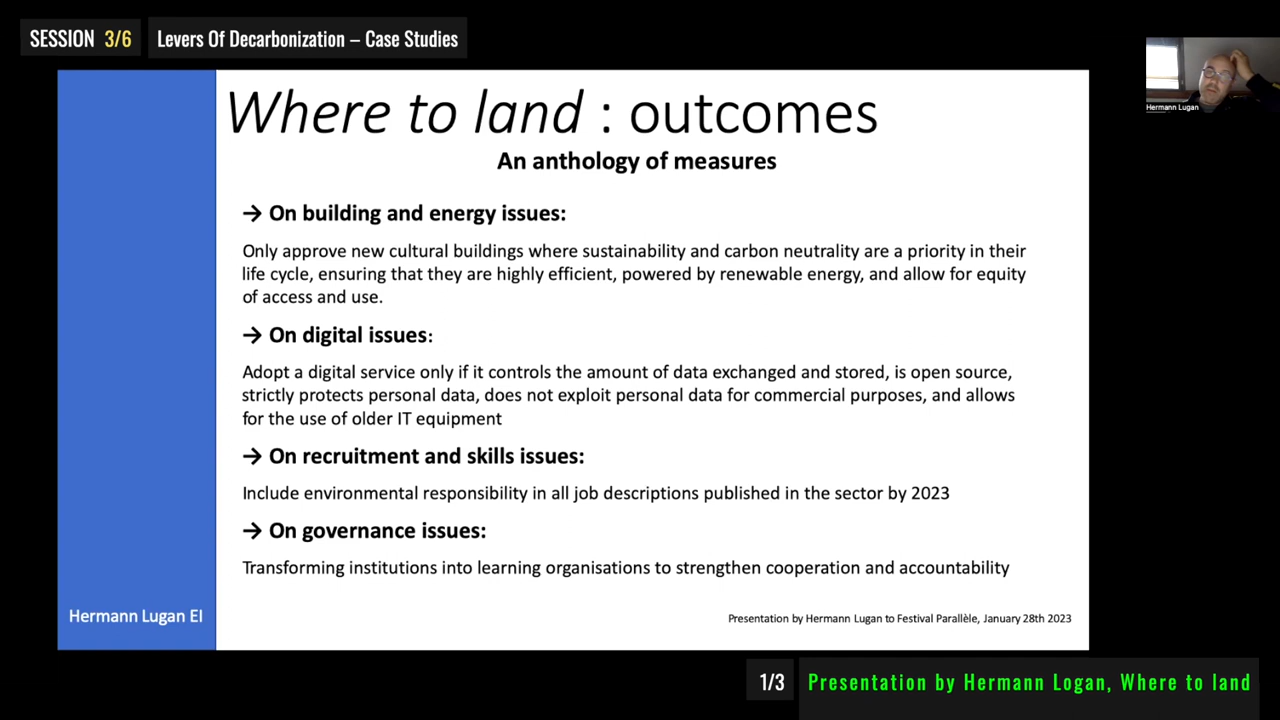 SESSION 3/6
Levers Of Decarbonization – Case Studies
Hermann Lugan
Where to land : outcomes
An anthology of measures
→ On building and energy issues:
Only approve new cultural buildings where sustainability and carbon neutrality are a priority in their
life cycle, ensuring that they are highly efficient, powered by renewable energy, and allow for equity
of access and use.
→ On digital issues:
Adopt a digital service only if it controls the amount of data exchanged and stored, is open source,
strictly protects personal data, does not exploit personal data for commercial purposes, and allows
for the use of older IT equipment
→ On recruitment and skills issues:
Include environmental responsibility in all job descriptions published in the sector by 2023
→ On governance issues:
Transforming institutions into learning organisations to strengthen cooperation and accountability
Hermann Lugan EI
Presentation by Hermann Lugan to Festival Parallèle, January 28th 2023
1/3
Presentation by Hermann Logan, Where to land